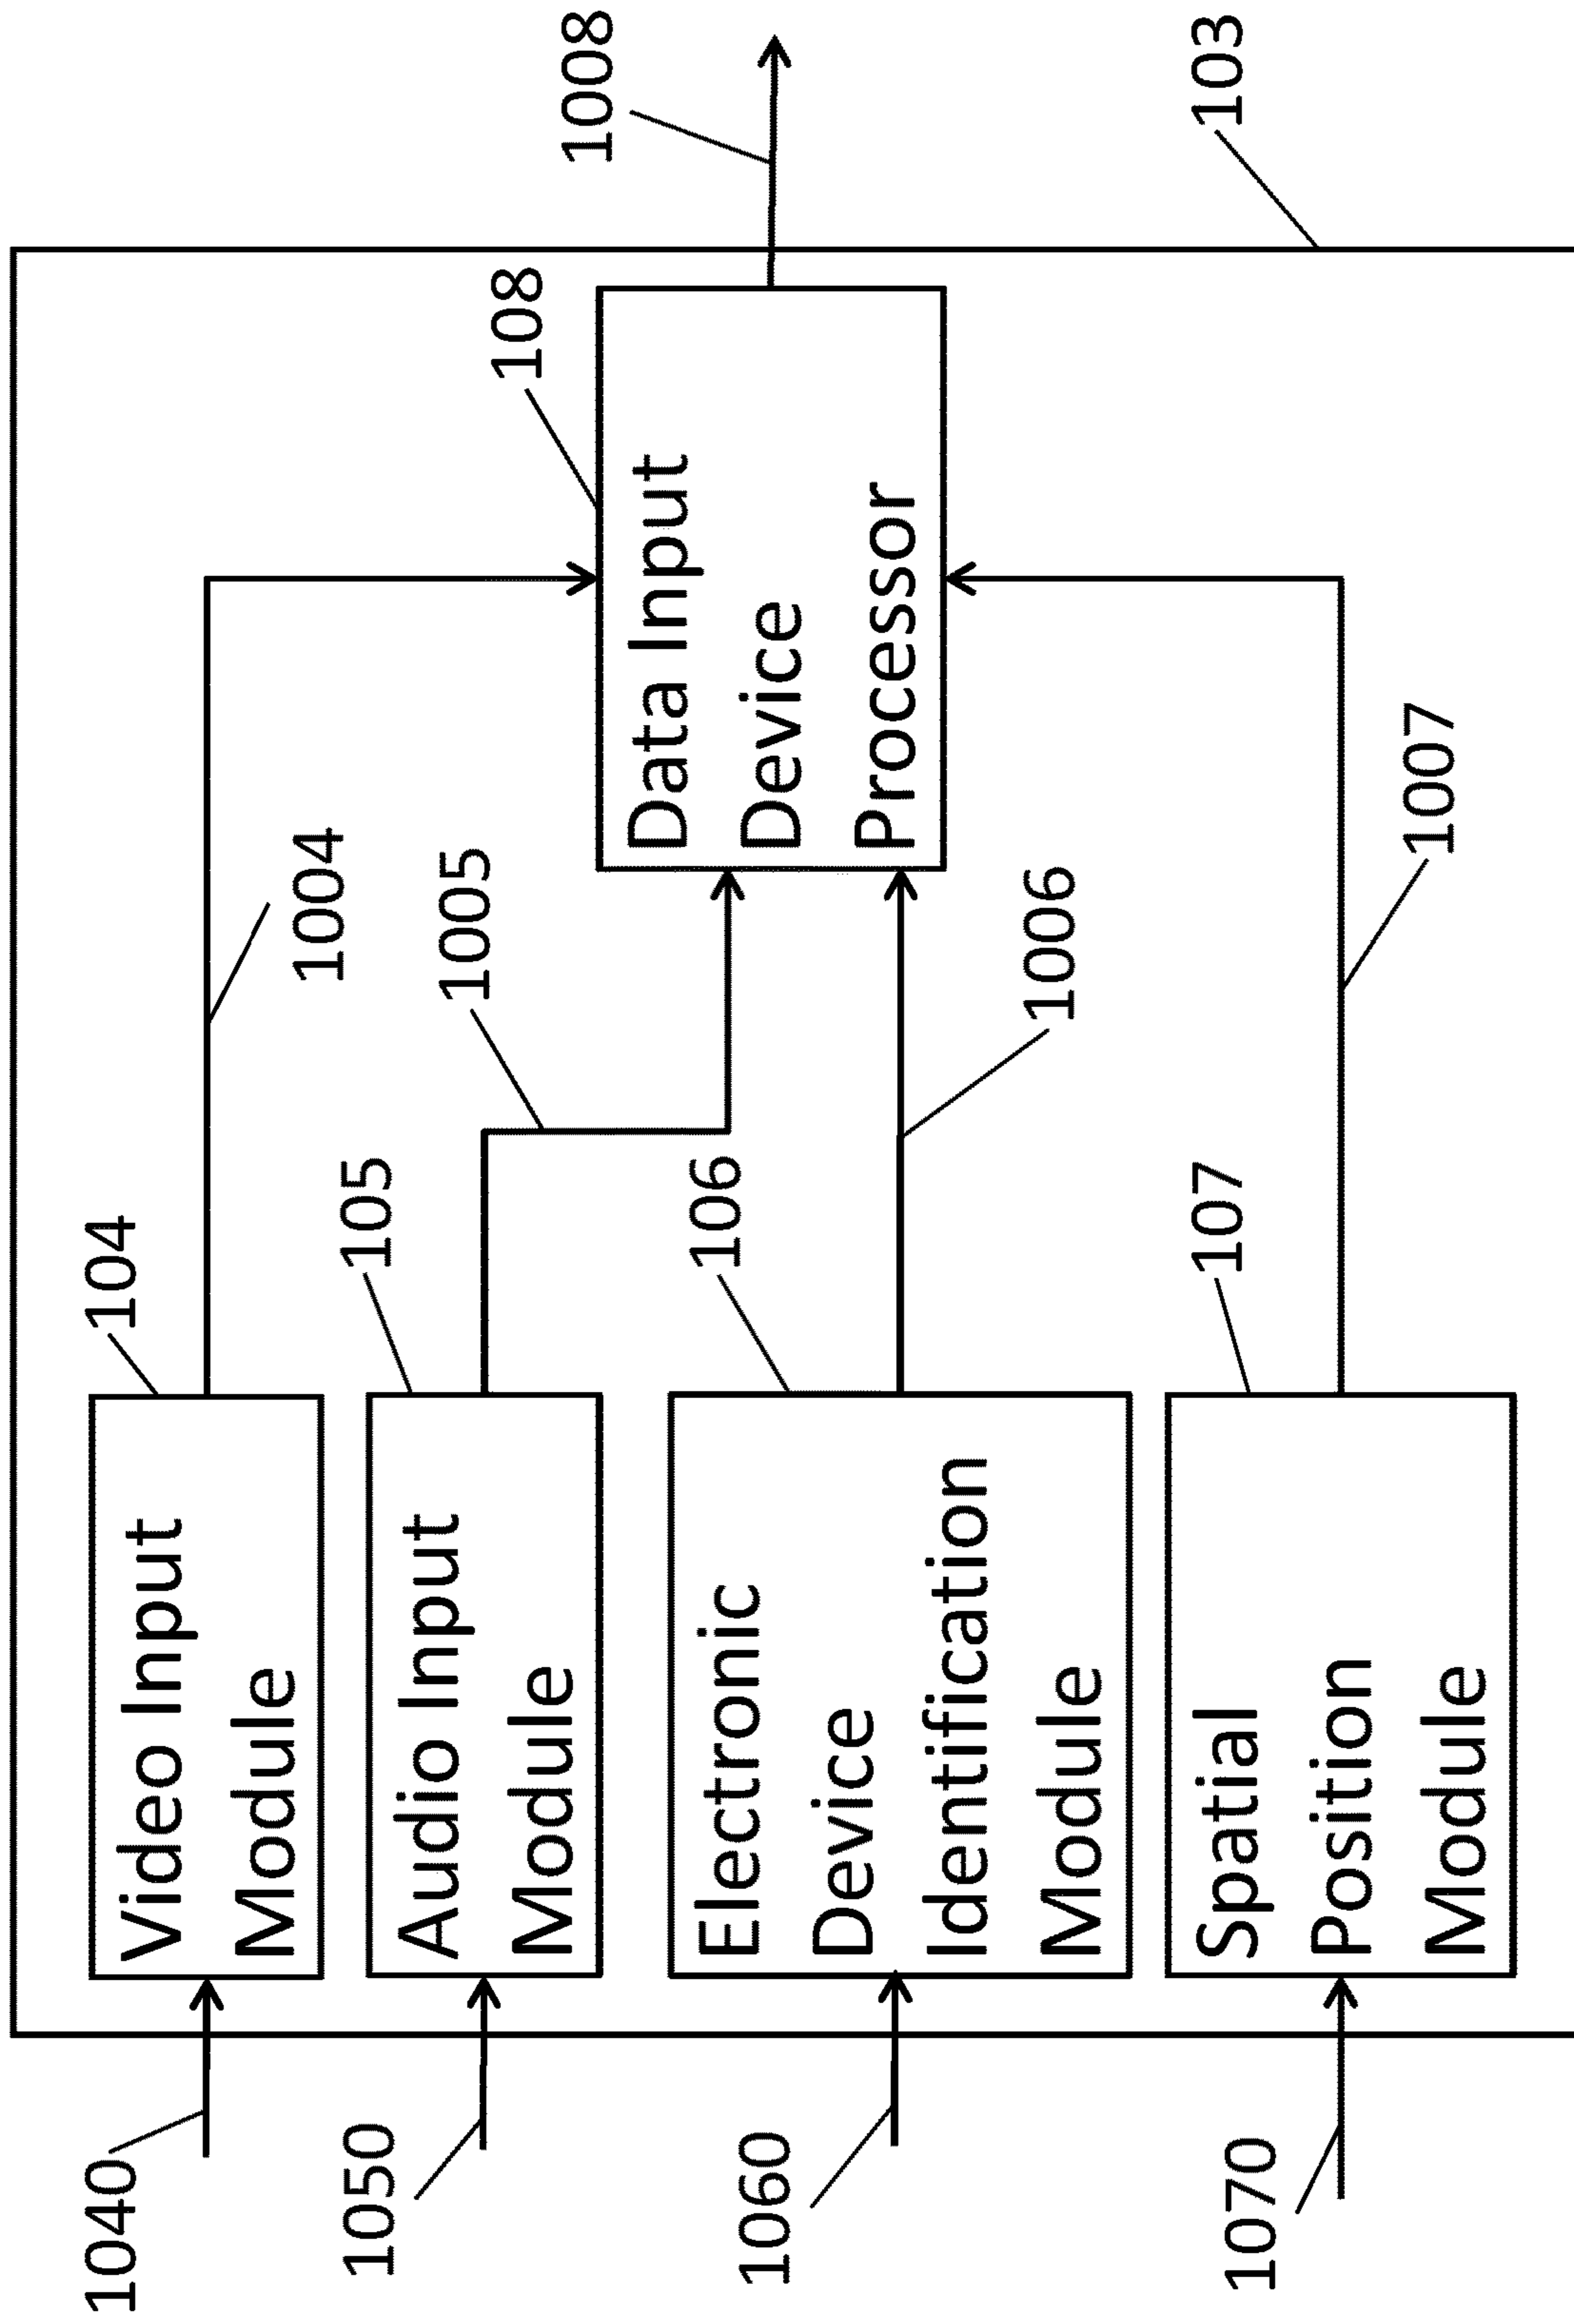 1040
Video Input
Module
104
1004
1050
Audio Input
Module
105
1005
1060
Electronic
Device
Identification
Module
106
1006
1070
Spatial
Position
Module
107
1007
Data Input
Device
Processor
108
1008
103